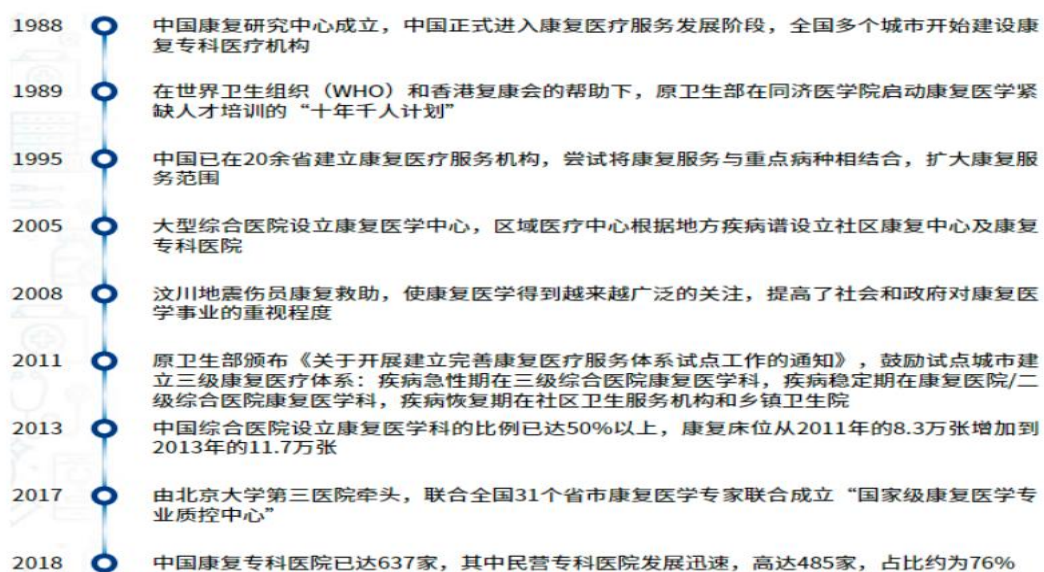 1988
中国康复研究中心成立，中国正式进入康复医疗服务发展阶段，全国多个城市开始建设康
复专科医疗机构
1989
在世界卫生组织（WHO）和香港复康会的帮助下，原卫生部在同济医学院启动康复医学紧
缺人才培训的“十年千人计划”
1995
中国已在20余省建立康复医疗服务机构，尝试将康复服务与重点病种相结合，扩大康复服
务范围
2005
大型综合医院设立康复医学中心，区域医疗中心根据地方疾病谱设立社区康复中心及康复
专科医院
2008
汶川地震伤员康复救助，使康复医学得到越来越广泛的关注，提高了社会和政府对康复医
学事业的重视程度
2011
原卫生部颁布《关于开展建立完善康复医疗服务体系试点工作的通知》，鼓励试点城市建
立三级康复医疗体系：疾病急性期在三级综合医院康复医学科，疾病稳定期在康复医院/二
级综合医院康复医学科，疾病恢复期在社区卫生服务机构和乡镇卫生院
2013
中国综合医院设立康复医学科的比例已达50%以上，康复床位从2011年的8.3万张增加到
2013年的11.7万张
2017
由北京大学第三医院牵头，联合全国31个省市康复医学专家联合成立“国家级康复医学专
业质控中心”
2018
中国康复专科医院已达637家，其中民营专科医院发展迅速，高达485家，占比约为76%